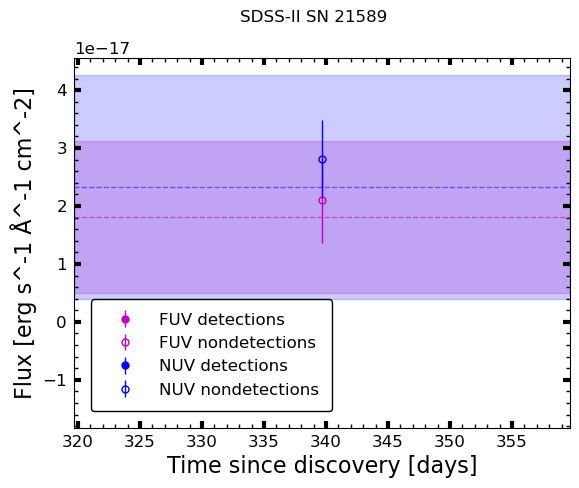 SDSS-II SN 21589
1e−17
4
3
2
1
0
−1
Flux [erg s^-1 Å^-1 cm^-2]
FUV detections
FUV nondetections
NUV detections
NUV nondetections
320 325 330 335 340 345 350 355
Time since discovery [days]